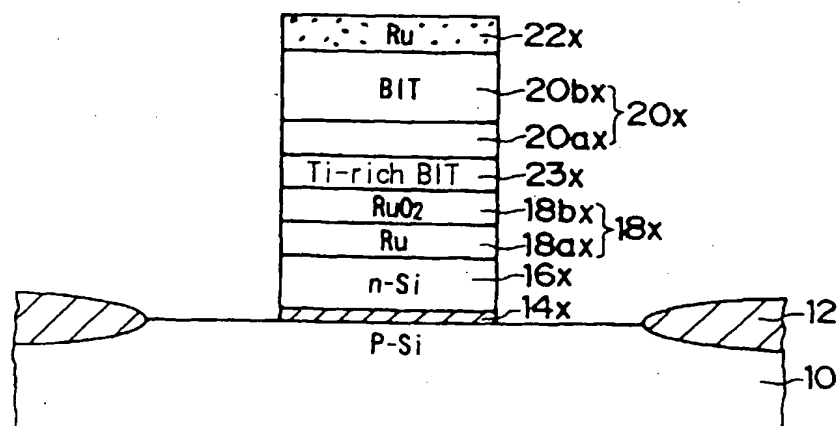 Ru 22x
BIT 20bx
20x
20ax
Ti-rich BIT 23x
RuO2 18bx
18x
Ru 18ax
n-Si 16x
14x
P-Si
12
10